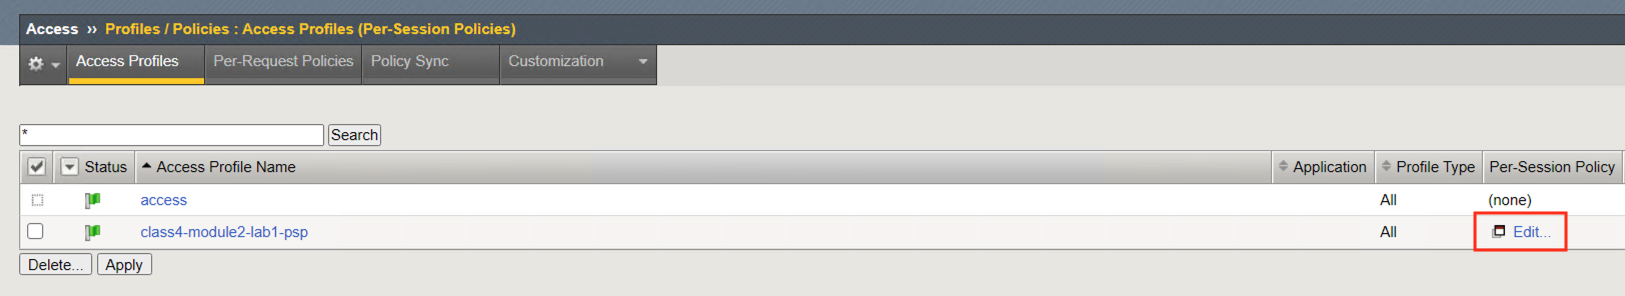 Access ›› Profiles / Policies : Access Profiles (Per-Session Policies)
Access Profiles Per-Request Policies Policy Sync Customization
* Search
Status Access Profile Name Application Profile Type Per-Session Policy
access All (none)
class4-module2-lab1-psp All Edit...
Delete... Apply